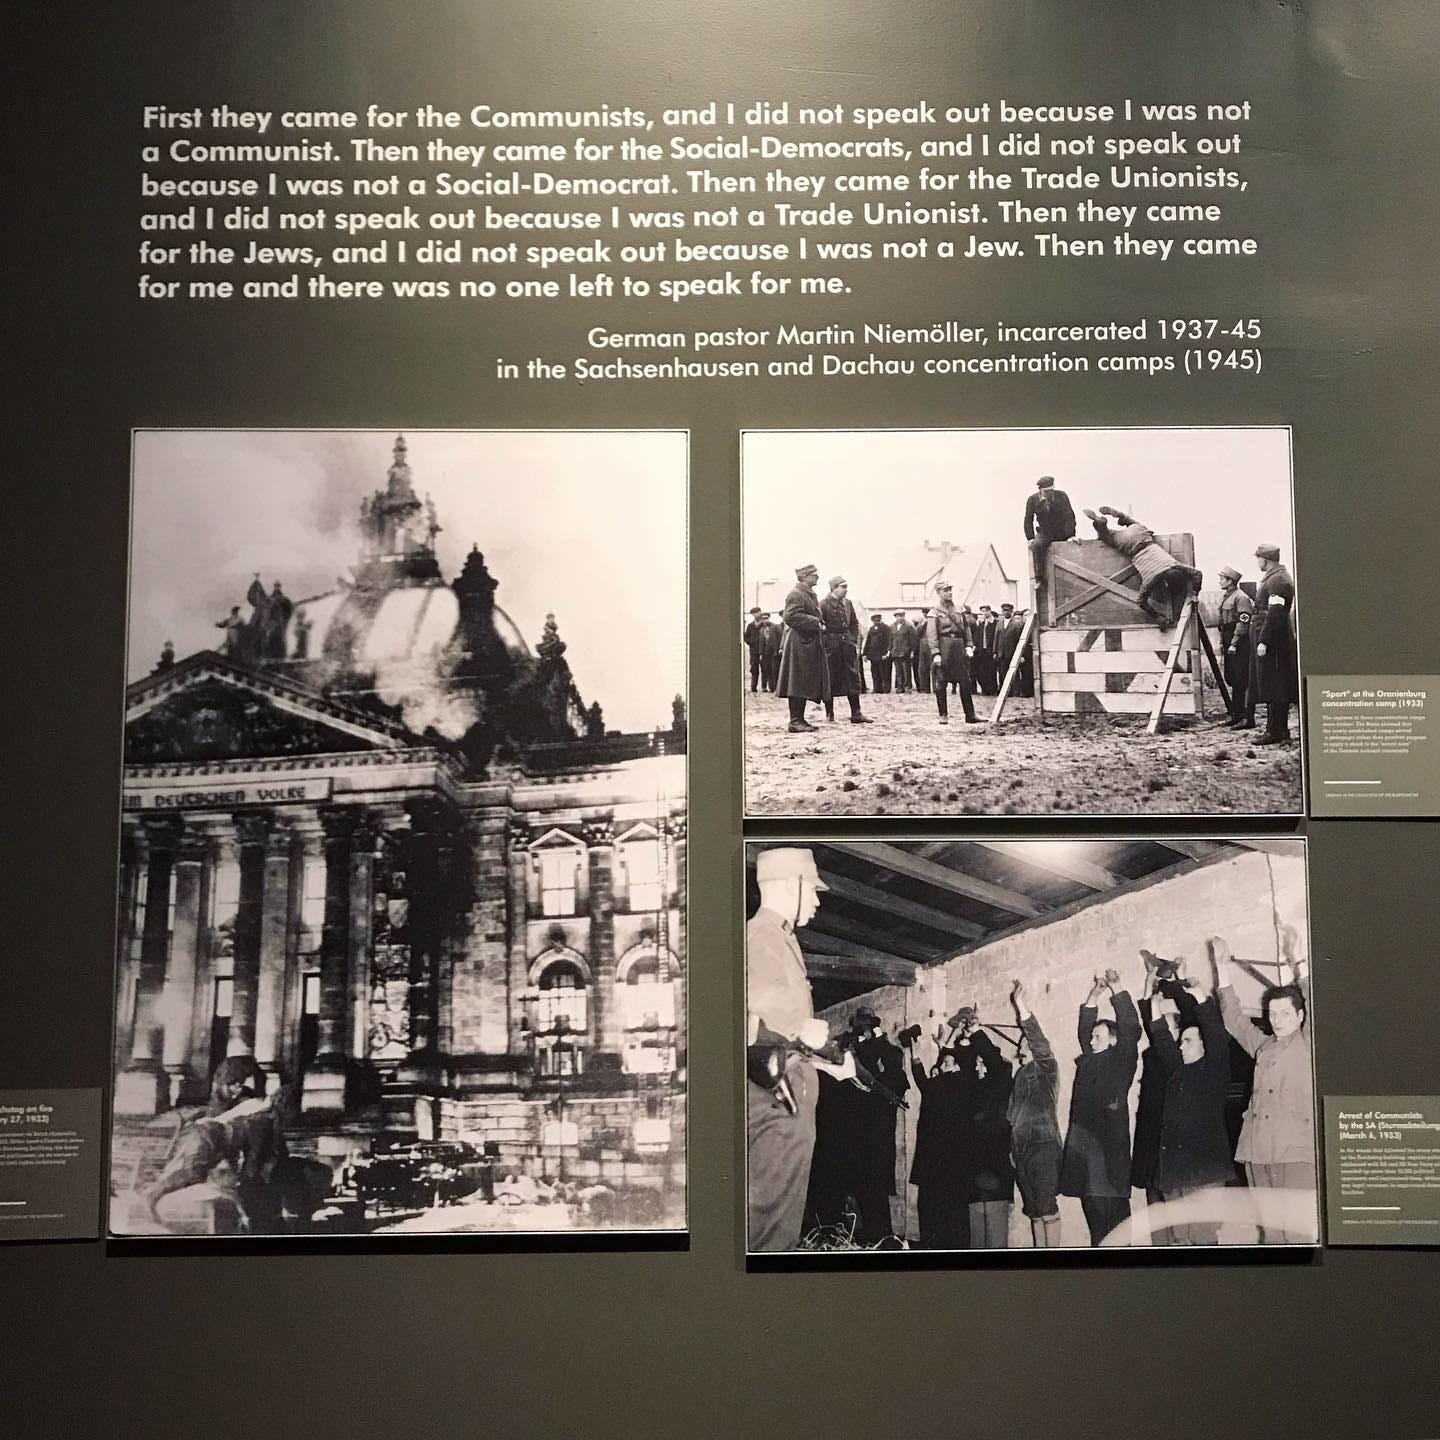 First they came for the Communists, and I did not speak out because I was not
a Communist. Then they came for the Social-Democrats, and I did not speak out
because I was not a Social-Democrat. Then they came for the Trade Unionists,
and I did not speak out because I was not a Trade Unionist. Then they came
for the Jews, and I did not speak out because I was not a Jew. Then they came
for me and there was no one left to speak for me.
German pastor Martin Niemöller, incarcerated 1937-45
in the Sachsenhausen and Dachau concentration camps (1945)
DEUTSCHEN VOLKE
"Sport" at the Oranienburg
concentration camp (1933)
on fire
27, 1933)
Arrest of Communists
by the SA (Sturmabteilung
(March 6, 1933)